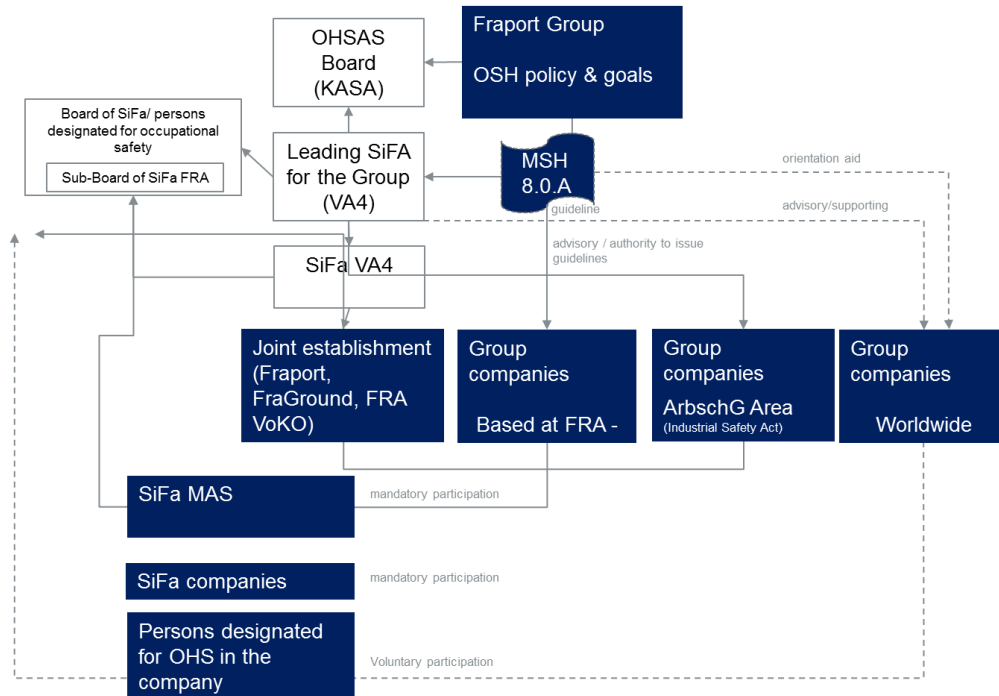 OHSAS
Board
(KASA)
Fraport Group
OSH policy & goals
Board of SiFa/ persons
designated for occupational
safety
Sub-Board of SiFa FRA
Leading SiFA
for the Group
(VA4)
MSH
8.0.A
orientation aid
guideline
advisory/supporting
advisory / authority to issue
guidelines
SiFa VA4
Joint establishment
(Fraport,
FraGround, FRA
VoKO)
Group
companies
Based at FRA -
Group
companies
ArbschG Area
(Industrial Safety Act)
Group
companies
Worldwide
SiFa MAS
mandatory participation
SiFa companies
mandatory participation
Persons designated
for OHS in the
company
Voluntary participation